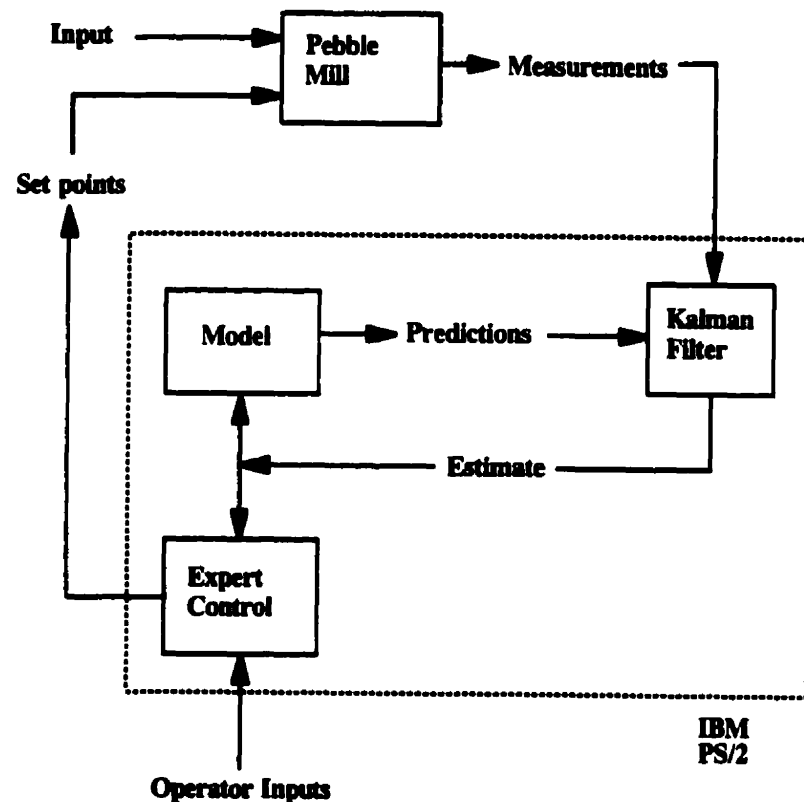 Input
Pebble
Mill
Measurements
Set points
Model
Predictions
Kalman
Filter
Estimate
Expert
Control
IBM
PS/2
Operator Inputs